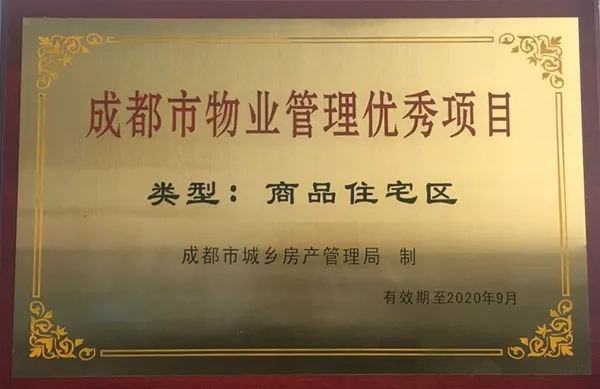 成都市物业管理优秀项目
类型：商品住宅区
成都市城乡房产管理局 制
有效期至2020年9月